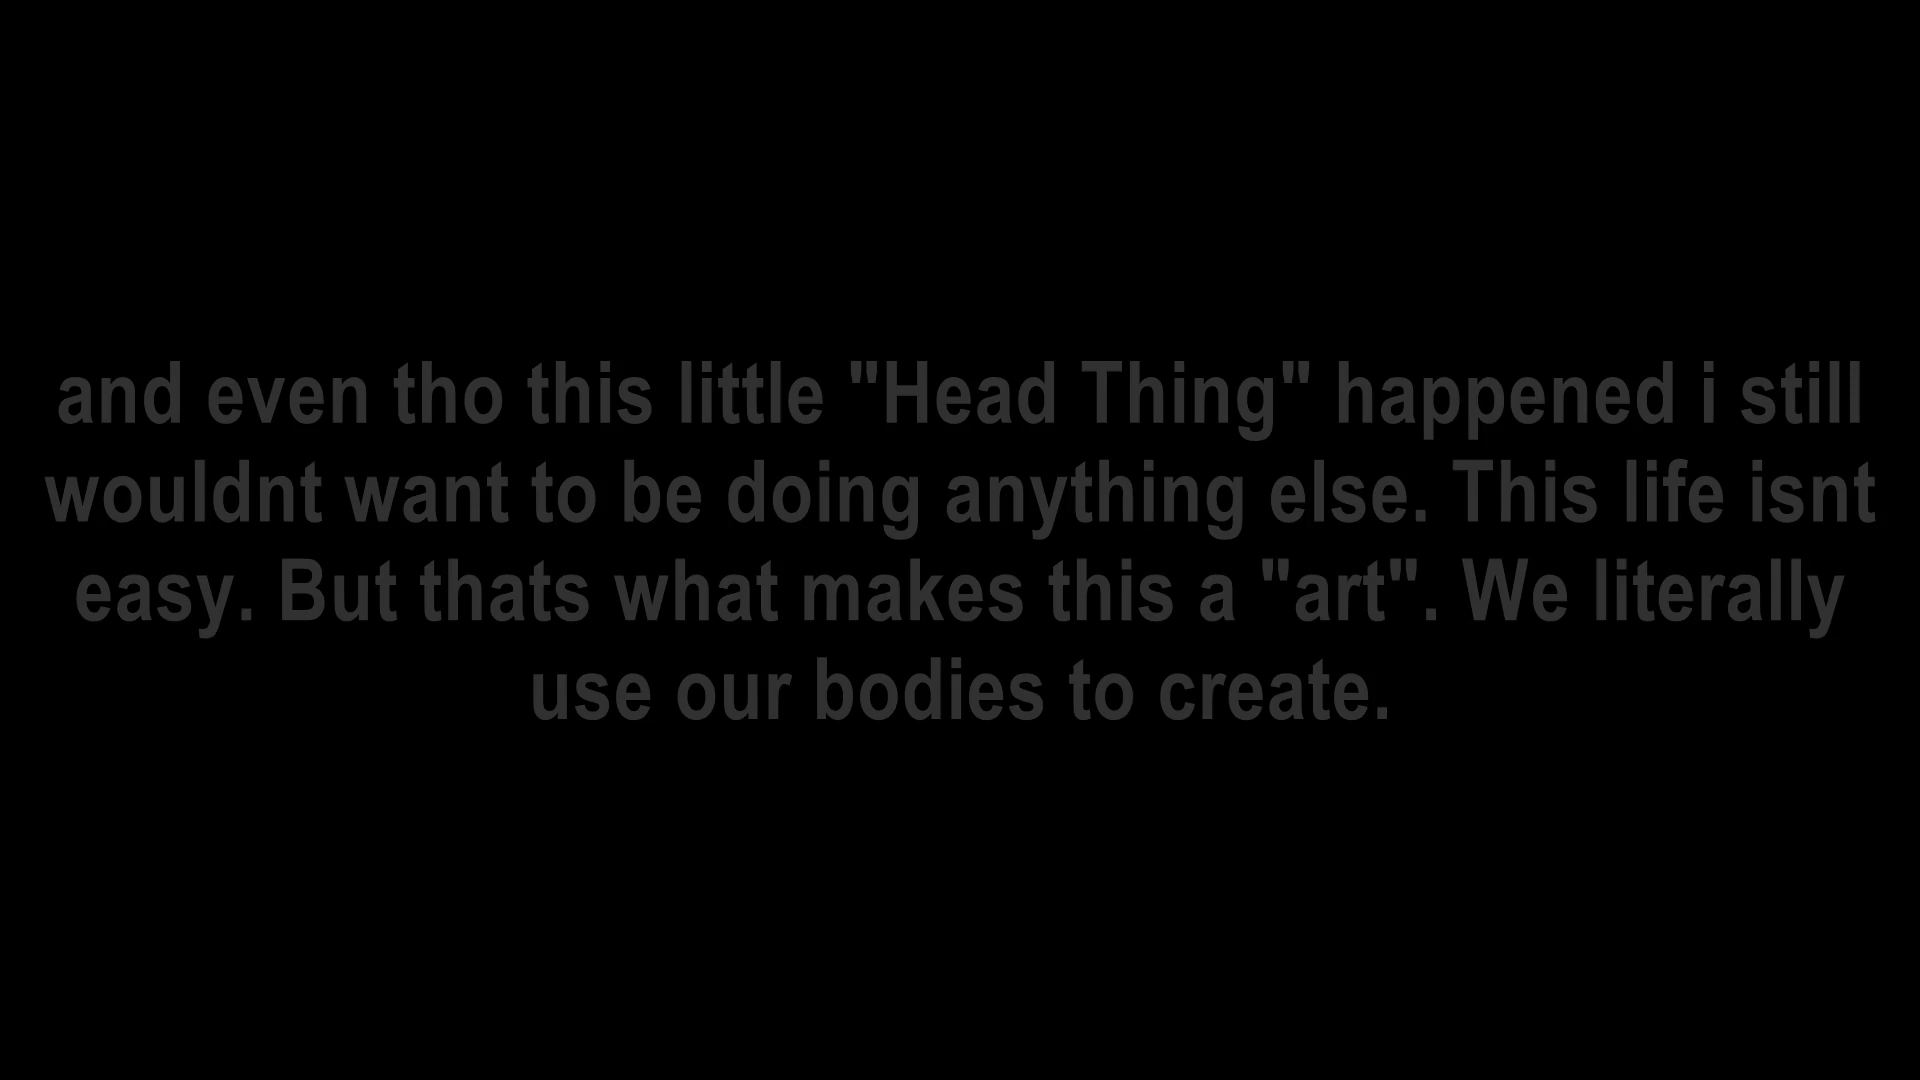 and even tho this little "Head Thing" happened i still
wouldnt want to be doing anything else. This life isnt
easy. But thats what makes this a "art". We literally
use our bodies to create.